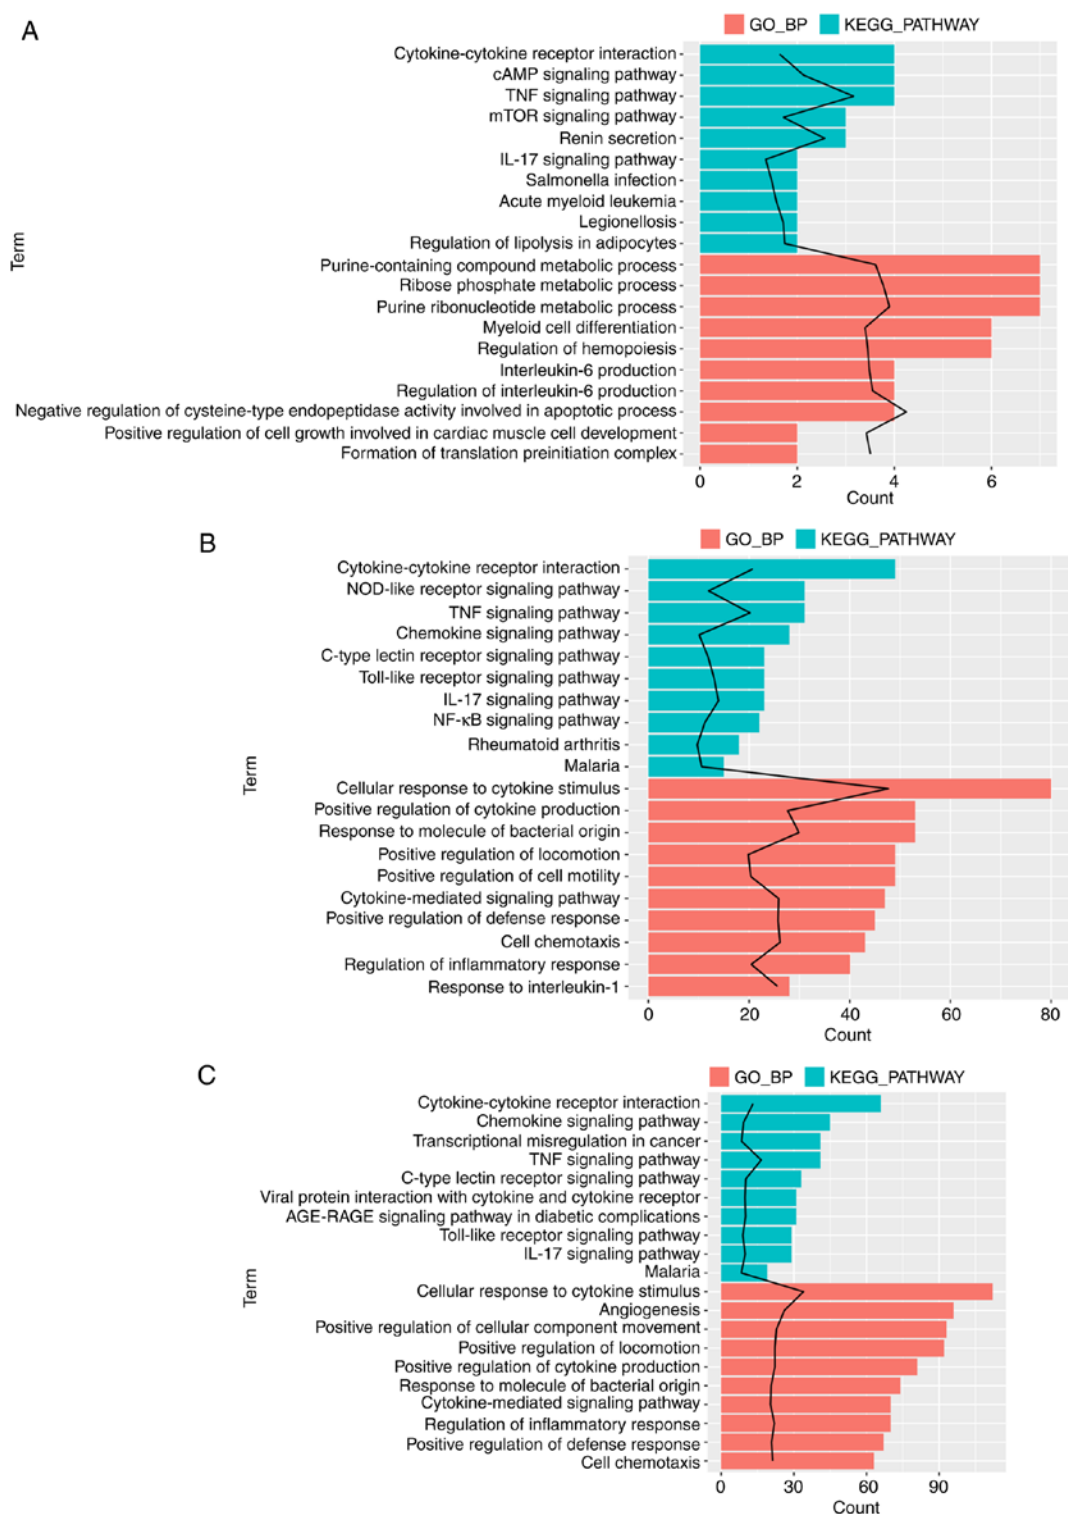 A
GO_BP KEGG_PATHWAY
Cytokine-cytokine receptor interaction
cAMP signaling pathway
TNF signaling pathway
mTOR signaling pathway
Renin secretion
IL-17 signaling pathway
Salmonella infection
Acute myeloid leukemia
Legionellosis
Regulation of lipolysis in adipocytes
Purine-containing compound metabolic process
Ribose phosphate metabolic process
Purine ribonucleotide metabolic process
Myeloid cell differentiation
Regulation of hemopoiesis
Interleukin-6 production
Regulation of interleukin-6 production
Negative regulation of cysteine-type endopeptidase activity involved in apoptotic process
Positive regulation of cell growth involved in cardiac muscle cell development
Formation of translation preinitiation complex
Term
0 2 4 6
Count
B
GO_BP KEGG_PATHWAY
Cytokine-cytokine receptor interaction
NOD-like receptor signaling pathway
TNF signaling pathway
Chemokine signaling pathway
C-type lectin receptor signaling pathway
Toll-like receptor signaling pathway
IL-17 signaling pathway
NF-κB signaling pathway
Rheumatoid arthritis
Malaria
Cellular response to cytokine stimulus
Positive regulation of cytokine production
Response to molecule of bacterial origin
Positive regulation of locomotion
Positive regulation of cell motility
Cytokine-mediated signaling pathway
Positive regulation of defense response
Cell chemotaxis
Regulation of inflammatory response
Response to interleukin-1
Term
0 20 40 60 80
Count
C
GO_BP KEGG_PATHWAY
Cytokine-cytokine receptor interaction
Chemokine signaling pathway
Transcriptional misregulation in cancer
TNF signaling pathway
C-type lectin receptor signaling pathway
Viral protein interaction with cytokine and cytokine receptor
AGE-RAGE signaling pathway in diabetic complications
Toll-like receptor signaling pathway
IL-17 signaling pathway
Malaria
Cellular response to cytokine stimulus
Angiogenesis
Positive regulation of cellular component movement
Positive regulation of locomotion
Positive regulation of cytokine production
Response to molecule of bacterial origin
Cytokine-mediated signaling pathway
Regulation of inflammatory response
Positive regulation of defense response
Cell chemotaxis
Term
0 30 60 90
Count